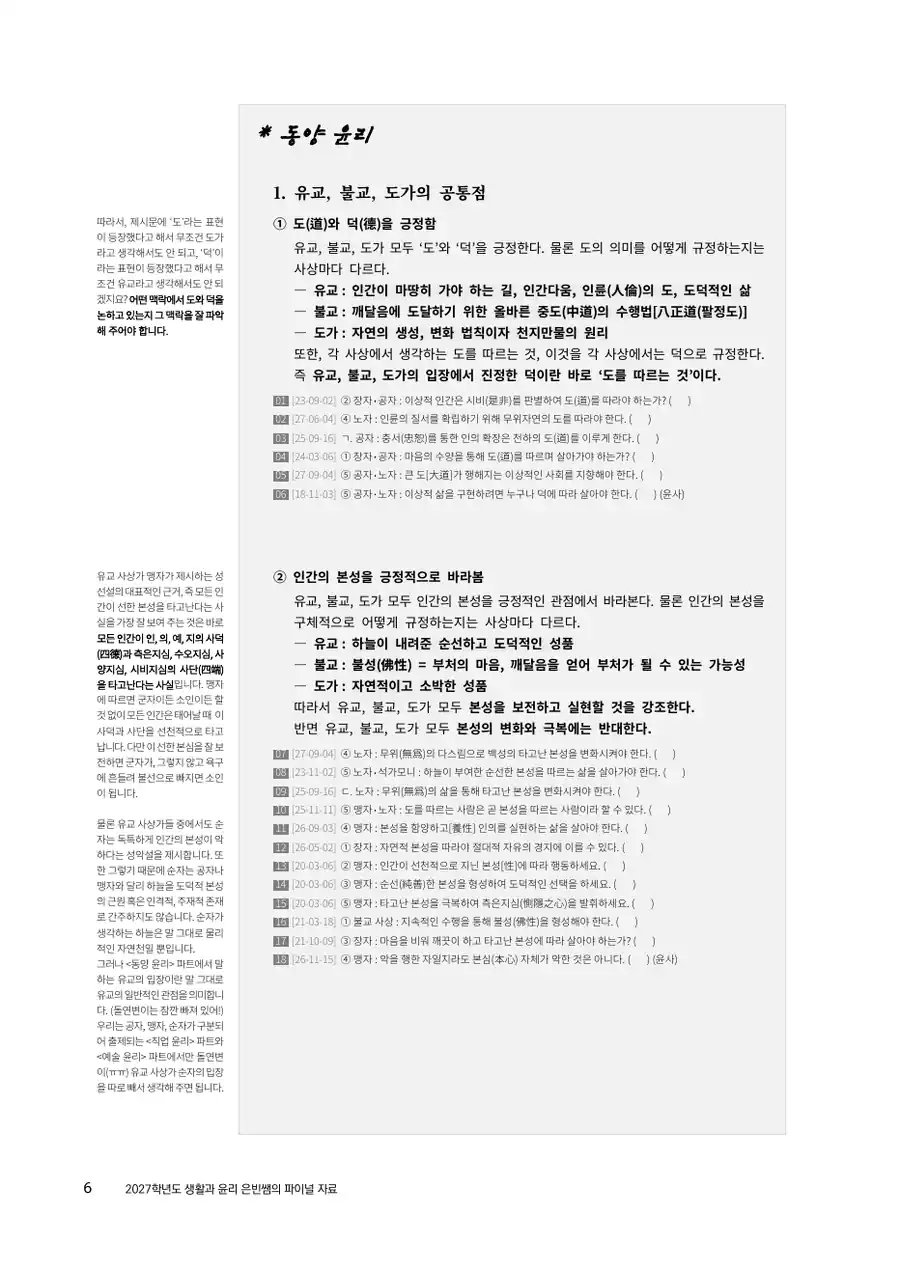 * 동양 윤리
1. 유교, 불교, 도가의 공통점
따라서, 제시문에 ‘도’라는 표현
이 등장했다고 해서 무조건 도가
라고 생각해서도 안 되고, ‘덕’이
라는 표현이 등장했다고 해서 무
조건 유교라고 생각해서도 안 되
겠지요? 어떤 맥락에서 도와 덕을
논하고 있는지 그 맥락을 잘 파악
해 주어야 합니다.
① 도(道)와 덕(德)을 긍정함
유교, 불교, 도가 모두 ‘도’와 ‘덕’을 긍정한다. 물론 도의 의미를 어떻게 규정하는지는
사상마다 다르다.
― 유교 : 인간이 마땅히 가야 하는 길, 인간다움, 인륜(人倫)의 도, 도덕적인 삶
― 불교 : 깨달음에 도달하기 위한 올바른 중도(中道)의 수행법[八正道(팔정도)]
― 도가 : 자연의 생성, 변화 법칙이자 천지만물의 원리
또한, 각 사상에서 생각하는 도를 따르는 것, 이것을 각 사상에서는 덕으로 규정한다.
즉 유교, 불교, 도가의 입장에서 진정한 덕이란 바로 ‘도를 따르는 것’이다.
01 [23-09-02] ② 장자·공자 : 이상적 인간은 시비(是非)를 판별하여 도(道)를 따라야 하는가? ( )
02 [27-06-04] ④ 노자 : 인륜의 질서를 확립하기 위해 무위자연의 도를 따라야 한다. ( )
03 [25-09-16] ㄱ. 공자 : 충서(忠恕)를 통한 인의 확장은 천하의 도(道)를 이루게 한다. ( )
04 [24-03-06] ① 장자·공자 : 마음의 수양을 통해 도(道)를 따르며 살아가야 하는가? ( )
05 [27-09-04] ⑤ 공자·노자 : 큰 도[大道]가 행해지는 이상적인 사회를 지향해야 한다. ( )
06 [18-11-03] ⑤ 공자·노자 : 이상적 삶을 구현하려면 누구나 덕에 따라 살아야 한다. ( ) (윤사)
유교 사상가 맹자가 제시하는 성
선설의 대표적인 근거, 즉 모든 인
간이 선한 본성을 타고난다는 사
실을 가장 잘 보여 주는 것은 바로
모든 인간이 인, 의, 예, 지의 사덕
(四德)과 측은지심, 수오지심, 사
양지심, 시비지심의 사단(四端)
을 타고난다는 사실입니다. 맹자
에 따르면 군자이든 소인이든 할
것 없이 모든 인간은 태어날 때 이
사덕과 사단을 선천적으로 타고
납니다. 다만 이 선한 본심을 잘 보
전하면 군자가, 그렇지 않고 욕구
에 흔들려 불선으로 빠지면 소인
이 됩니다.
물론 유교 사상가들 중에서도 순
자는 독특하게 인간의 본성이 악
하다는 성악설을 제시합니다. 또
한 그렇기 때문에 순자는 공자나
맹자와 달리 하늘을 도덕적 본성
의 근원 혹은 인격적, 주재적 존재
로 간주하지도 않습니다. 순자가
생각하는 하늘은 말 그대로 물리
적인 자연천일 뿐입니다.
그러나 <동양 윤리> 파트에서 말
하는 유교의 입장이란 말 그대로
유교의 일반적인 관점을 의미합니
다. (돌연변이는 잠깐 빠져 있어!)
우리는 공자, 맹자, 순자가 구분되
어 출제되는 <직업 윤리> 파트와
<예술 윤리> 파트에서만 돌연변
이(ㅠㅠ) 유교 사상가 순자의 입장
을 따로 빼서 생각해 주면 됩니다.
② 인간의 본성을 긍정적으로 바라봄
유교, 불교, 도가 모두 인간의 본성을 긍정적인 관점에서 바라본다. 물론 인간의 본성을
구체적으로 어떻게 규정하는지는 사상마다 다르다.
― 유교 : 하늘이 내려준 순선하고 도덕적인 성품
― 불교 : 불성(佛性) = 부처의 마음, 깨달음을 얻어 부처가 될 수 있는 가능성
― 도가 : 자연적이고 소박한 성품
따라서 유교, 불교, 도가 모두 본성을 보전하고 실현할 것을 강조한다.
반면 유교, 불교, 도가 모두 본성의 변화와 극복에는 반대한다.
07 [27-09-04] ④ 노자 : 무위(無爲)의 다스림으로 백성의 타고난 본성을 변화시켜야 한다. ( )
08 [23-11-02] ⑤ 노자·석가모니 : 하늘이 부여한 순선한 본성을 따르는 삶을 살아가야 한다. ( )
09 [25-09-16] ㄷ. 노자 : 무위(無爲)의 삶을 통해 타고난 본성을 변화시켜야 한다. ( )
10 [25-11-11] ⑤ 맹자·노자 : 도를 따르는 사람은 곧 본성을 따르는 사람이라 할 수 있다. ( )
11 [26-09-03] ④ 맹자 : 본성을 함양하고[養性] 인의를 실현하는 삶을 살아야 한다. ( )
12 [26-05-02] ① 장자 : 자연적 본성을 따라야 절대적 자유의 경지에 이를 수 있다. ( )
13 [20-03-06] ② 맹자 : 인간이 선천적으로 지닌 본성[性]에 따라 행동하세요. ( )
14 [20-03-06] ③ 맹자 : 순선(純善)한 본성을 형성하여 도덕적인 선택을 하세요. ( )
15 [20-03-06] ⑤ 맹자 : 타고난 본성을 극복하여 측은지심(惻隱之心)을 발휘하세요. ( )
16 [21-03-18] ① 불교 사상 : 지속적인 수행을 통해 불성(佛性)을 형성해야 한다. ( )
17 [21-10-09] ③ 장자 : 마음을 비워 깨끗이 하고 타고난 본성에 따라 살아야 하는가? ( )
18 [26-11-15] ④ 맹자 : 악을 행한 자일지라도 본심(本心) 자체가 악한 것은 아니다. ( ) (윤사)
6 2027학년도 생활과 윤리 은빈쌤의 파이널 자료